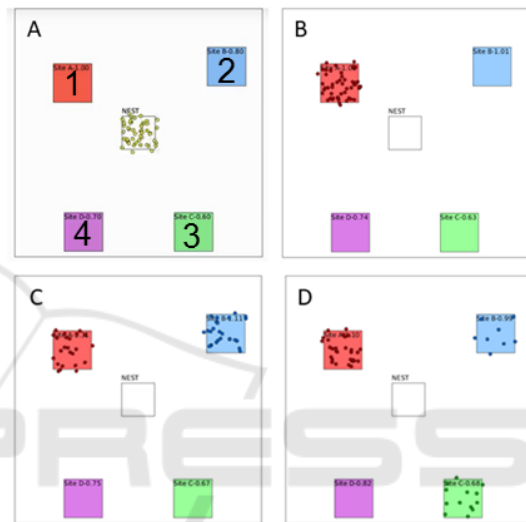 A
Site A-1.00
1
Site B-0.80
2
NEST
Site D-0.70
4
Site C-0.60
3
B
Site B-1.01
NEST
Site D-0.74
Site C-0.63
C
NEST
Site D-0.75
Site C-0.67
D
Site B-0.99
NEST
Site D-0.82
Site C-0.68
PRESS